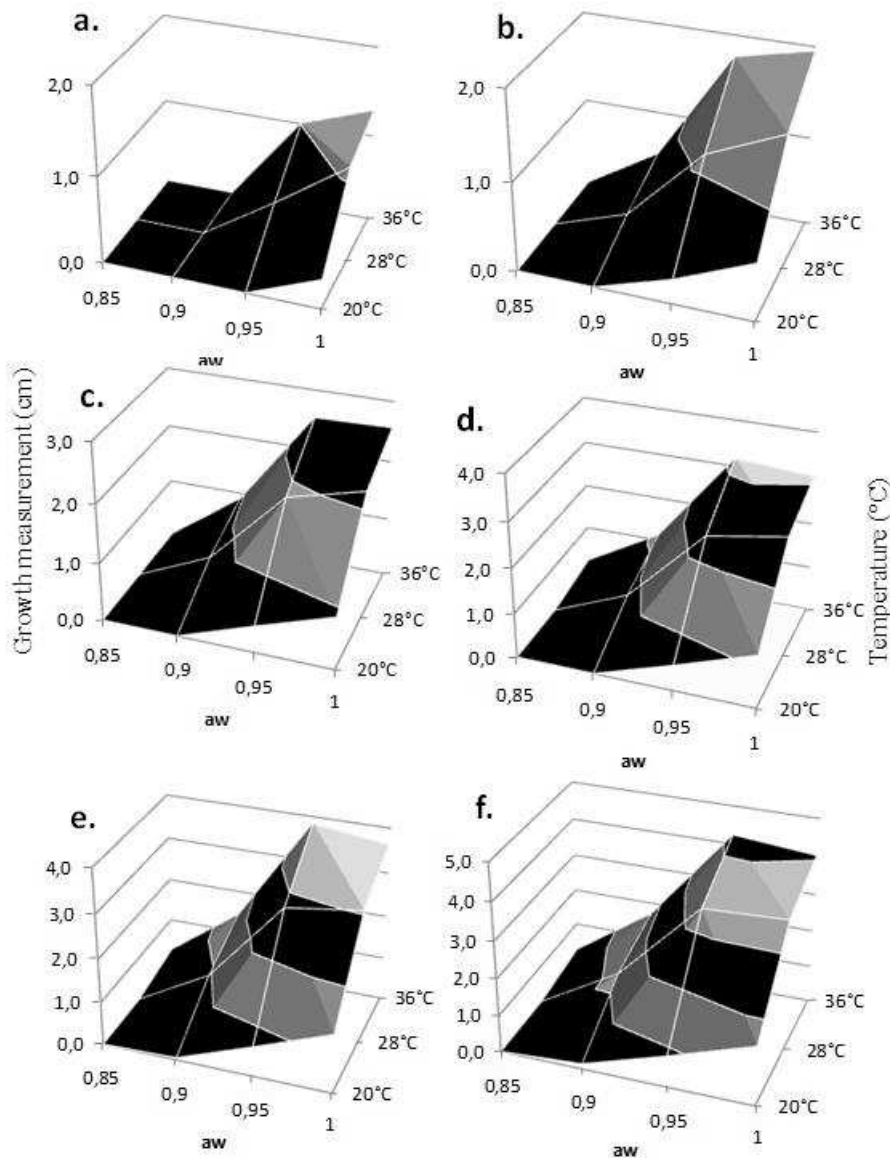 a.
2,0
1,0
0,0
0,85
0,9
0,95
1
aw
36°C
28°C
20°C
b.
2,0
1,0
0,0
0,85
0,9
0,95
1
aw
36°C
28°C
20°C
Growth measurement (cm)
c.
3,0
2,0
1,0
0,0
0,85
0,9
0,95
1
aw
36°C
28°C
20°C
d.
4,0
3,0
2,0
1,0
0,0
0,85
0,9
0,95
1
aw
36°C
28°C
20°C
Temperature (°C)
e.
4,0
3,0
2,0
1,0
0,0
0,85
0,9
0,95
1
aw
36°C
28°C
20°C
f.
5,0
4,0
3,0
2,0
1,0
0,0
0,85
0,9
0,95
1
aw
36°C
28°C
20°C